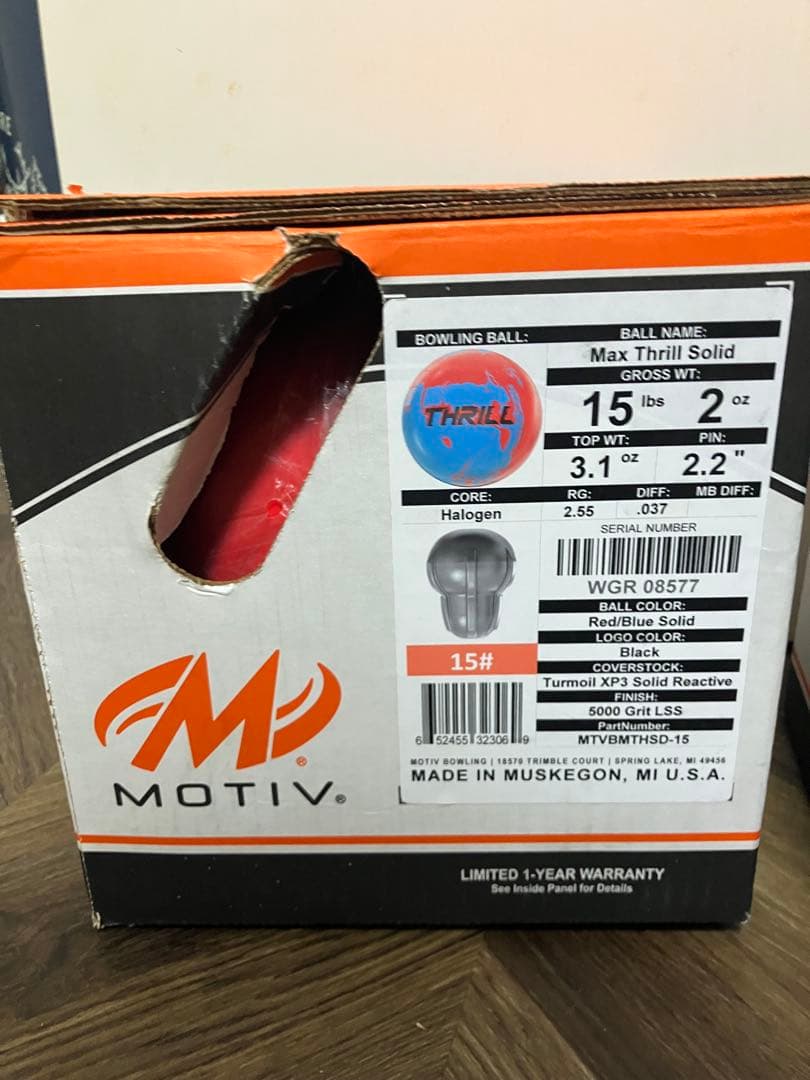 RE
BOWLING BALL:
THRILL
BALL NAME:
Max Thrill Solid
GROSS WT:
15 lbs 2 oz
TOP WT: PIN:
3.1 oz 2.2"
CORE: RG: DIFF: MB DIFF:
Halogen 2.55 .037
SERIAL NUMBER
WGR 08577
BALL COLOR:
Red/Blue Solid
LOGO COLOR:
Black
COVERSTOCK:
Turmoil XP3 Solid Reactive
FINISH:
5000 Grit LSS
PartNumber:
MTVBMTHSD-15
15#
6 52455 32306 9
MOTIV BOWLING | 18579 TRIMBLE COURT | SPRING LAKE, MI 49456
MADE IN MUSKEGON, MI U.S.A.
M®
MOTIV®
LIMITED 1-YEAR WARRANTY
See Inside Panel for Details